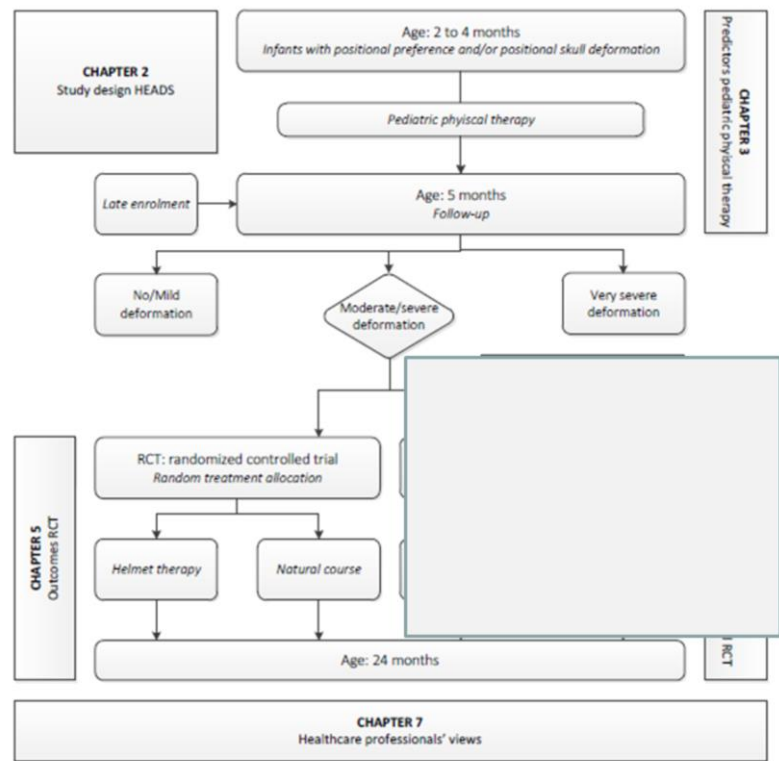 CHAPTER 2
Study design HEADS
Age: 2 to 4 months
Infants with positional preference and/or positional skull deformation
CHAPTER 3
Predictors pediatric phyiscal therapy
Pediatric phyiscal therapy
Late enrolment
Age: 5 months
Follow-up
No/Mild
deformation
Moderate/severe
deformation
Very severe
deformation
CHAPTER 5
Outcomes RCT
RCT: randomized controlled trial
Random treatment allocation
Helmet therapy
Natural course
RCT
Age: 24 months
CHAPTER 7
Healthcare professionals' views